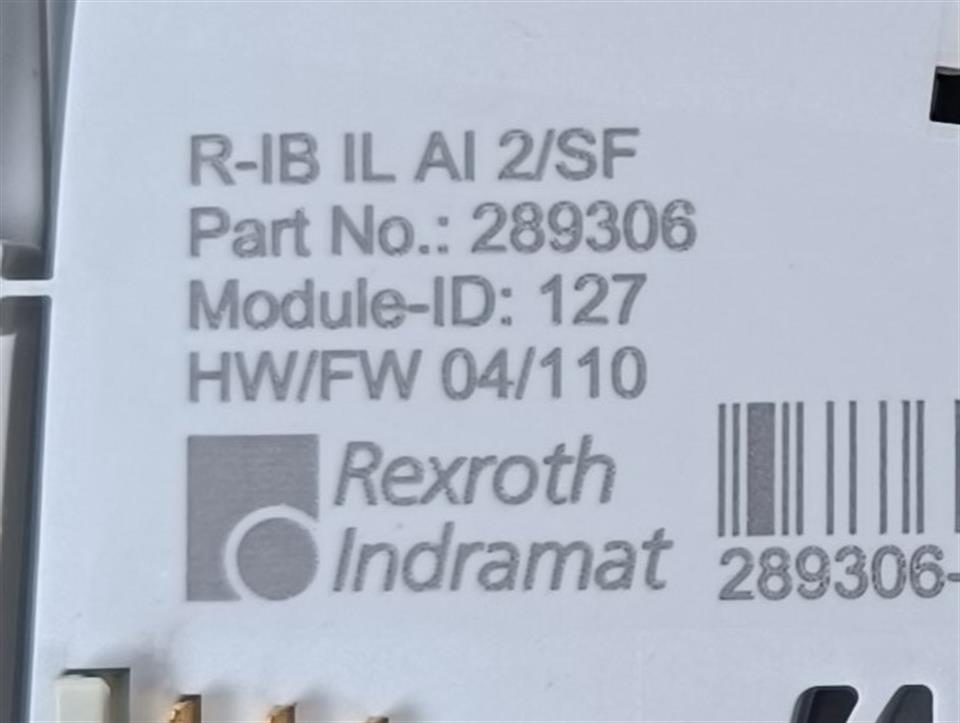 R-IB IL AI 2/SF
Part No.: 289306
Module-ID: 127
HW/FW 04/110
Rexroth
Indramat
289306-